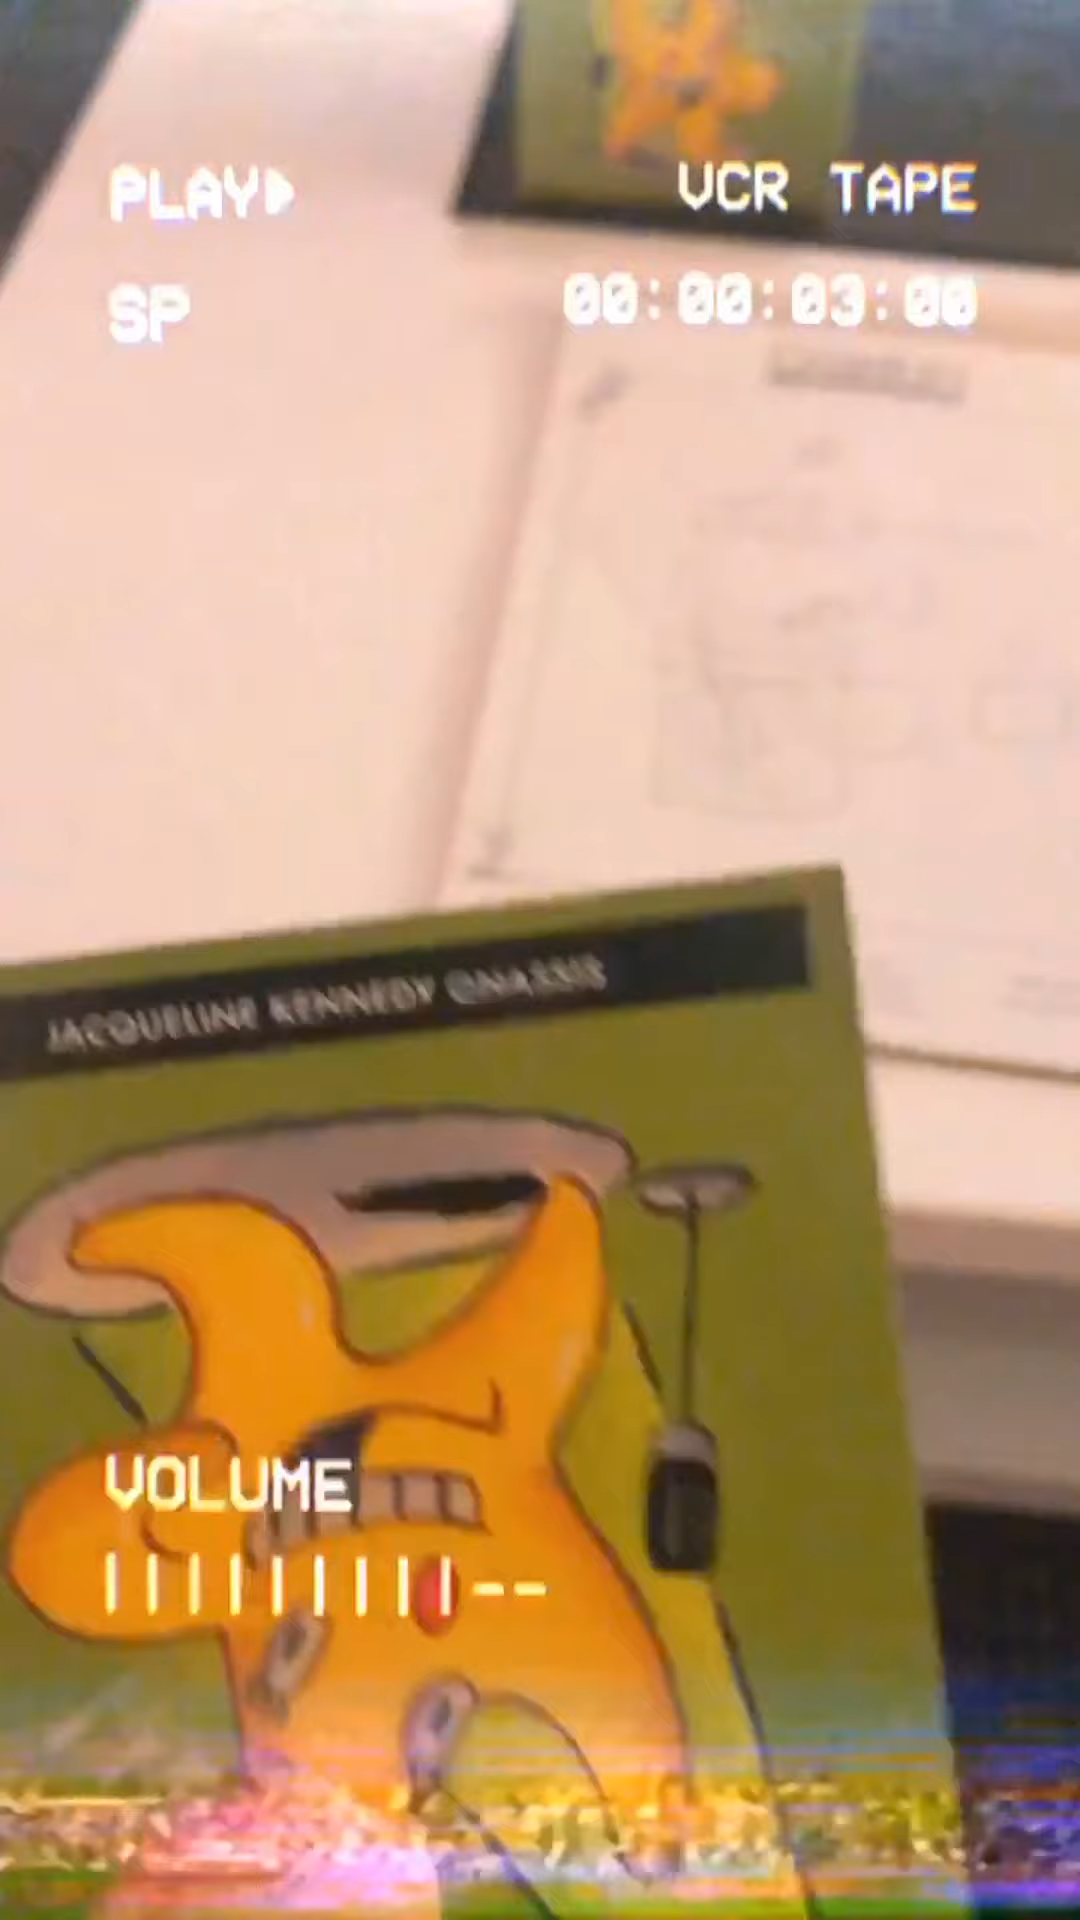 PLAY
VCR TAPE
SP
00:00:03:00
JACQUELINE KENNEDY ONASSIS
VOLUME